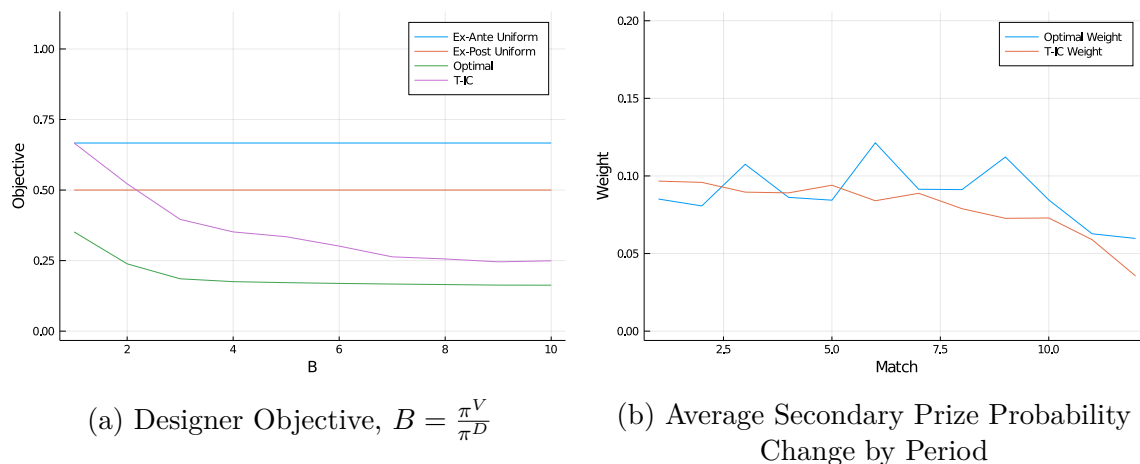 Ex-Ante Uniform
Ex-Post Uniform
Optimal
T-IC
1.00
0.75
0.50
0.25
0.00
Objective
2
4
6
8
10
B
(a) Designer Objective, B = π^V / π^D
Optimal Weight
T-IC Weight
0.20
0.15
0.10
0.05
0.00
Weight
2.5
5.0
7.5
10.0
Match
(b) Average Secondary Prize Probability
Change by Period